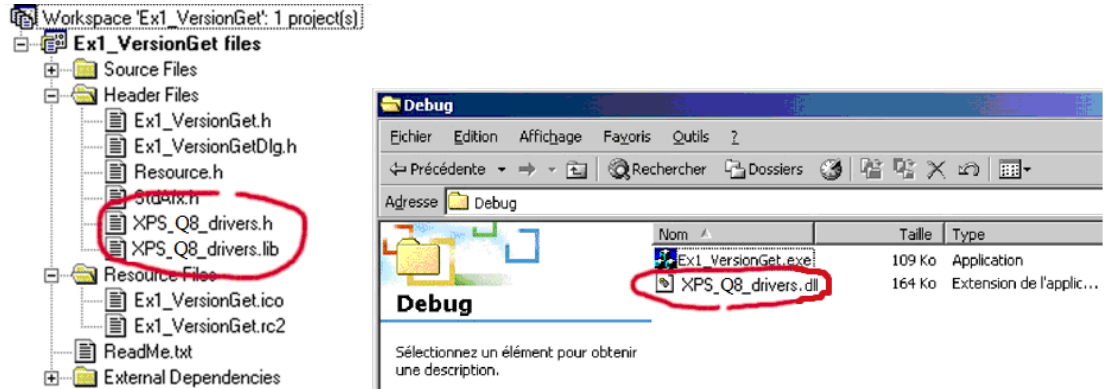 Workspace 'Ex1_VersionGet': 1 project(s)
Ex1_VersionGet files
Source Files
Header Files
Ex1_VersionGet.h
Ex1_VersionGetDlg.h
Resource.h
StdAfx.h
XPS_Q8_drivers.h
XPS_Q8_drivers.lib
Resource Files
Ex1_VersionGet.ico
Ex1_VersionGet.rc2
ReadMe.txt
External Dependencies
Debug
Fichier Edition Affichage Favoris Outils ?
Précédente Rechercher Dossiers
Adresse Debug
Nom Taille Type
Ex1_VersionGet.exe 109 Ko Application
XPS_Q8_drivers.dll 164 Ko Extension de l'applic...
Debug
Sélectionnez un élément pour obtenir
une description.